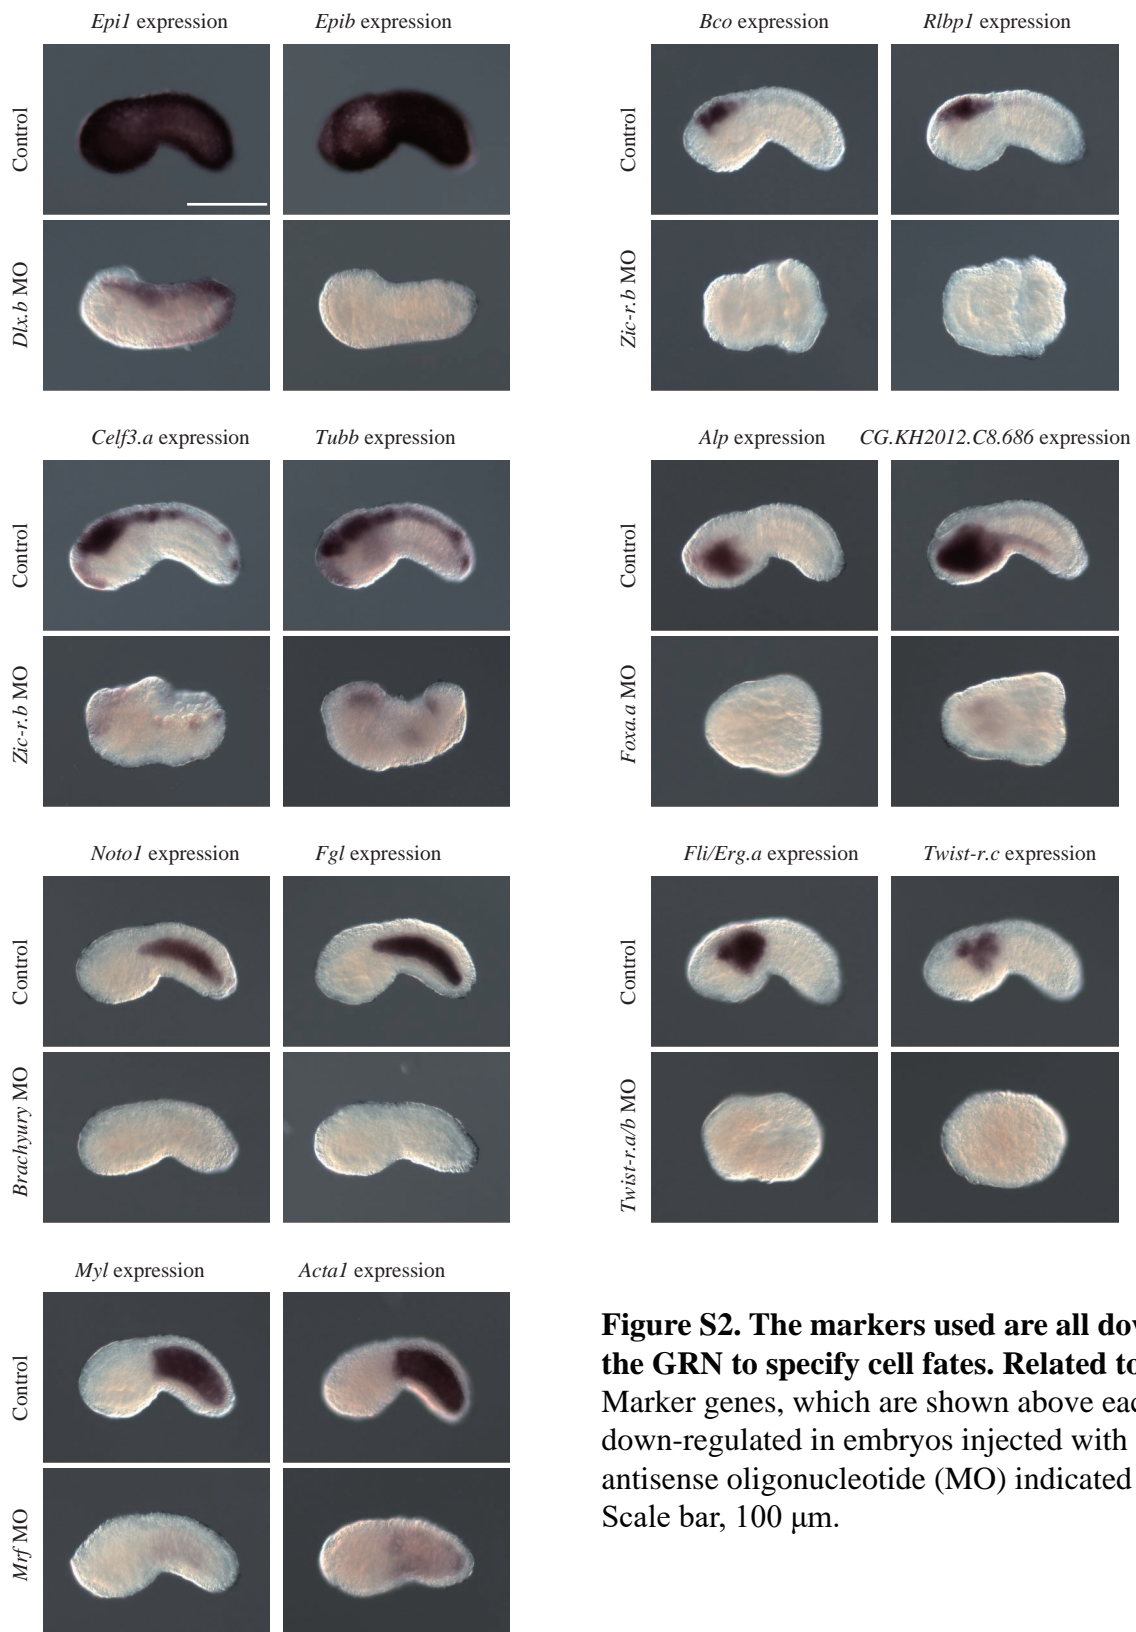 Epi1 expression
Epib expression
Control
Dlx.b MO
Bco expression
Rlbp1 expression
Control
Zic-r.b MO
Celf3.a expression
Tubb expression
Control
Zic-r.b MO
Alp expression
CG.KH2012.C8.686 expression
Control
Foxa.a MO
Noto1 expression
Fgl expression
Control
Brachyury MO
Fli/Erg.a expression
Twist-r.c expression
Control
Twist-r.a/b MO
Myl expression
Acta1 expression
Control
Mrf MO
Figure S2. The markers used are all
the GRN to specify cell fates. Related to
Marker genes, which are shown above
down-regulated in embryos injected with
antisense oligonucleotide (MO) indicated
Scale bar, 100 μm.